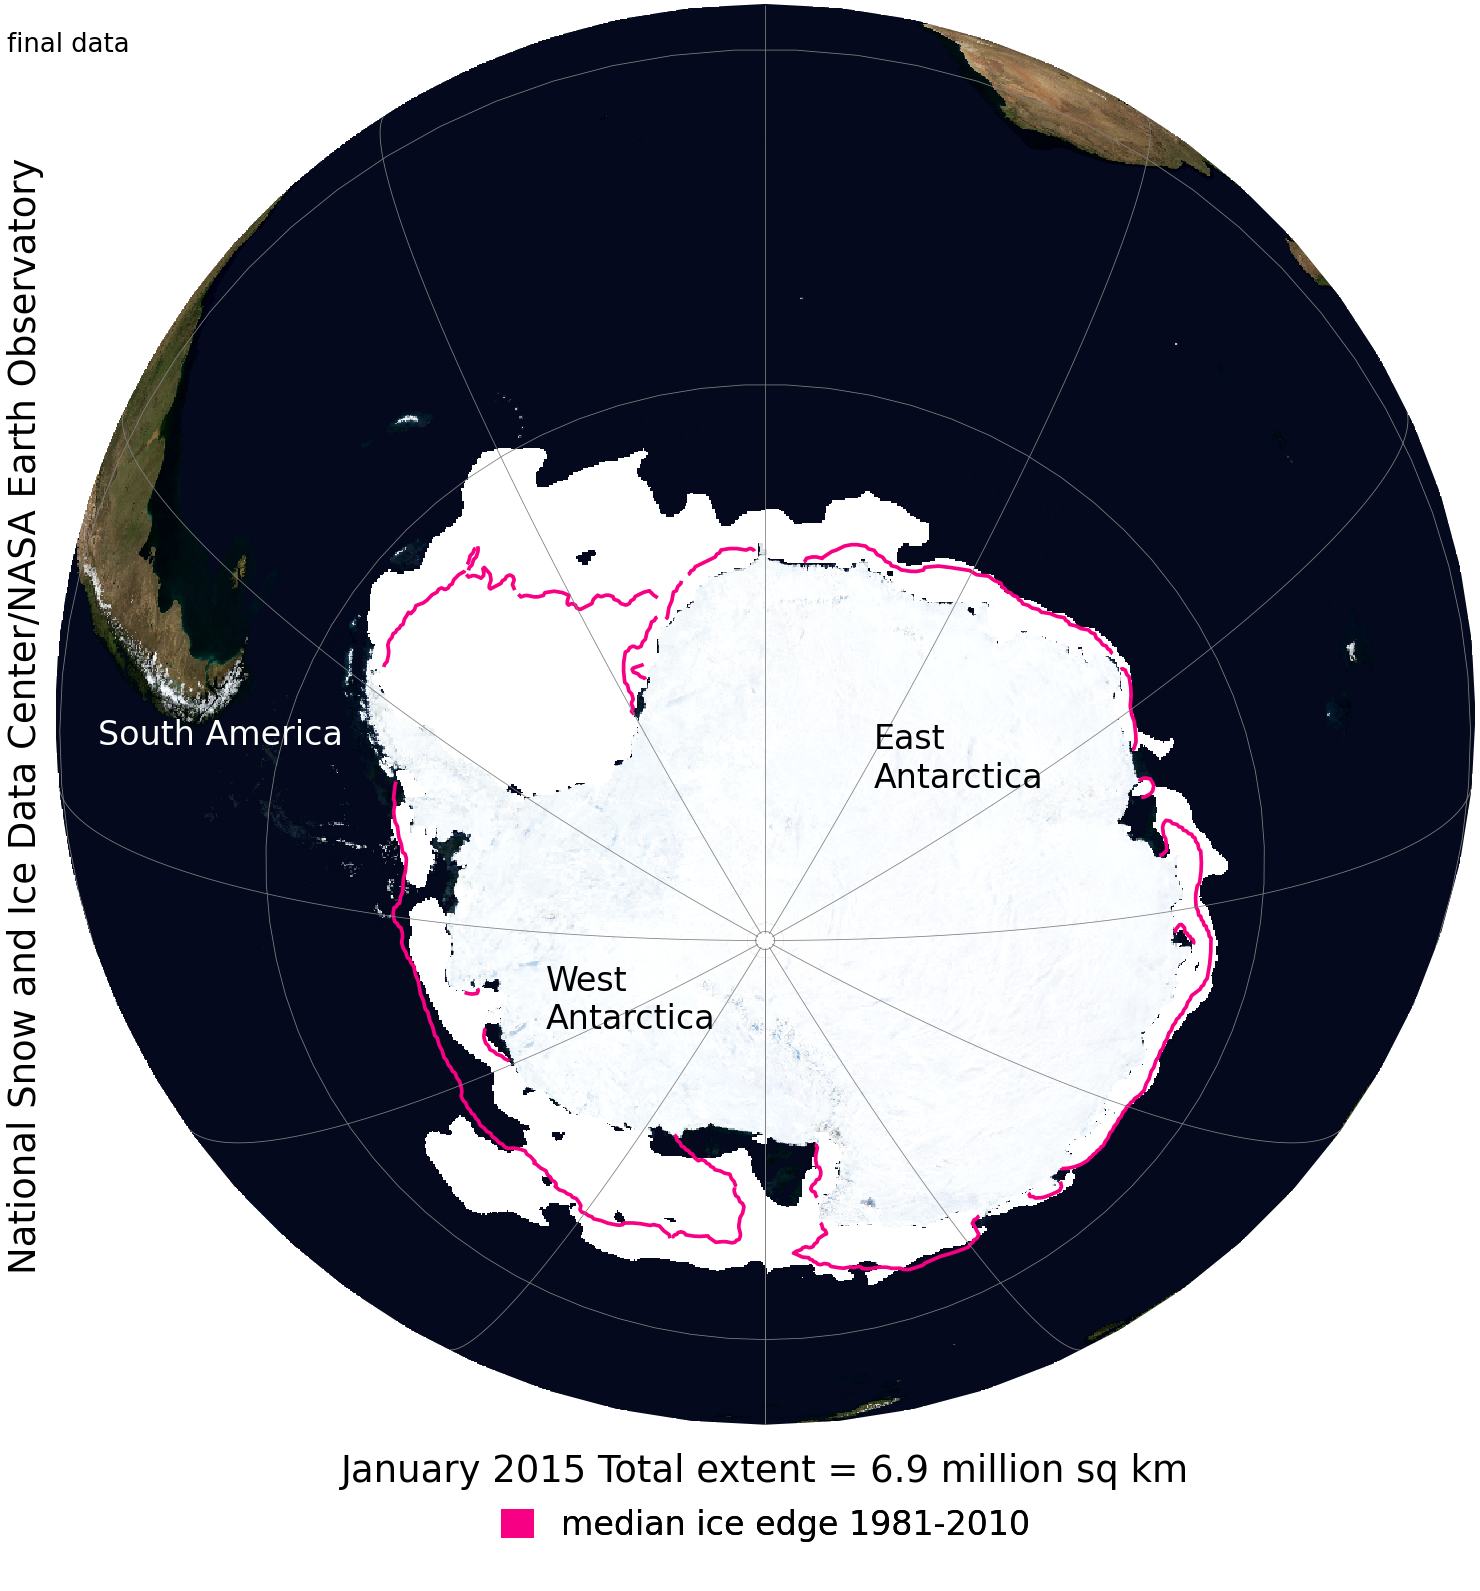 final data
National Snow and Ice Data Center/NASA Earth Observatory
South America
East
Antarctica
West
Antarctica
January 2015 Total extent = 6.9 million sq km
median ice edge 1981-2010